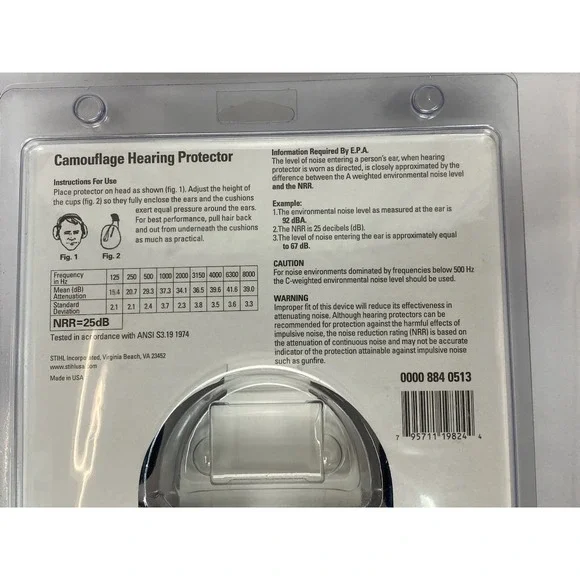 Camouflage Hearing Protector
Instructions For Use
Place protector on head as shown (fig. 1). Adjust the height of
the cups (fig. 2) so they fully enclose the ears and the cushions
exert equal pressure around the ears.
For best performance, pull hair back
and out from underneath the cushions
as much as practical.
Fig. 1 Fig. 2
Frequency in Hz 125 250 500 1000 2000 3150 4000 6300 8000
Mean (dB) Attenuation 15.4 20.7 29.3 37.3 34.1 36.5 39.6 41.6 39.0
Standard Deviation 2.1 2.1 2.4 3.7 2.3 3.8 3.5 3.6 3.3
NRR=25dB
Tested in accordance with ANSI S3.19 1974
STIHL Incorporated, Virginia Beach, VA 23452
www.stihlusa.com
Made in USA
Information Required By E.P.A.
The level of noise entering a person's ear, when hearing
protector is worn as directed, is closely approximated by the
difference between the A weighted environmental noise level
and the NRR.
Example:
1.The environmental noise level as measured at the ear is
92 dBA.
2.The NRR is 25 decibels (dB).
3.The level of noise entering the ear is approximately equal
to 67 dB.
CAUTION
For noise environments dominated by frequencies below 500 Hz
the C-weighted environmental noise level should be used.
WARNING
Improper fit of this device will reduce its effectiveness in
attenuating noise. Although hearing protectors can be
recommended for protection against the harmful effects of
impulsive noise, the noise reduction rating (NRR) is based on
the attenuation of continuous noise and may not be an accurate
indicator of the protection attainable against impulsive noise
such as gunfire.
0000 884 0513
7 95711 19824 4